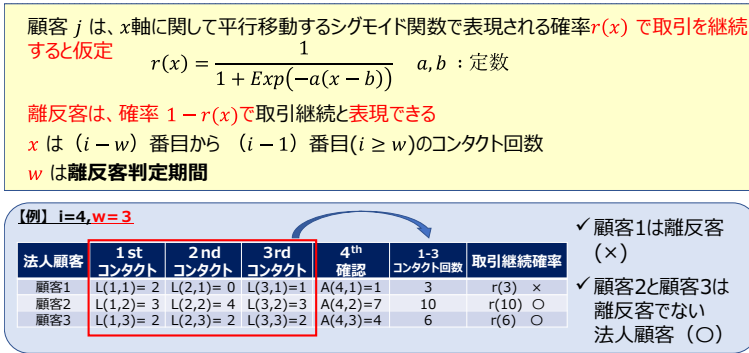 顧客 j は、x軸に関して平行移動するシグモイド関数で表現される確率r(x) で取引を継続
すると仮定
r(x) = 1 / (1 + Exp(−a(x − b))) a, b ：定数
離反客は、確率 1 − r(x)で取引継続と表現できる
x は（i − w）番目から （i − 1）番目(i ≥ w)のコンタクト回数
w は離反客判定期間
【例】 i=4,w=3
法人顧客 1st コンタクト 2nd コンタクト 3rd コンタクト 4th 確認 1-3 コンタクト回数 取引継続確率
顧客1 L(1,1)= 2 L(2,1)= 0 L(3,1)=1 A(4,1)=1 3 r(3) ×
顧客2 L(1,2)= 3 L(2,2)= 4 L(3,2)=3 A(4,2)=7 10 r(10) 〇
顧客3 L(1,3)= 2 L(2,3)= 2 L(3,3)=2 A(4,3)=4 6 r(6) 〇
✓ 顧客1は離反客
(×)
✓ 顧客2と顧客3は
離反客でない
法人顧客（〇）